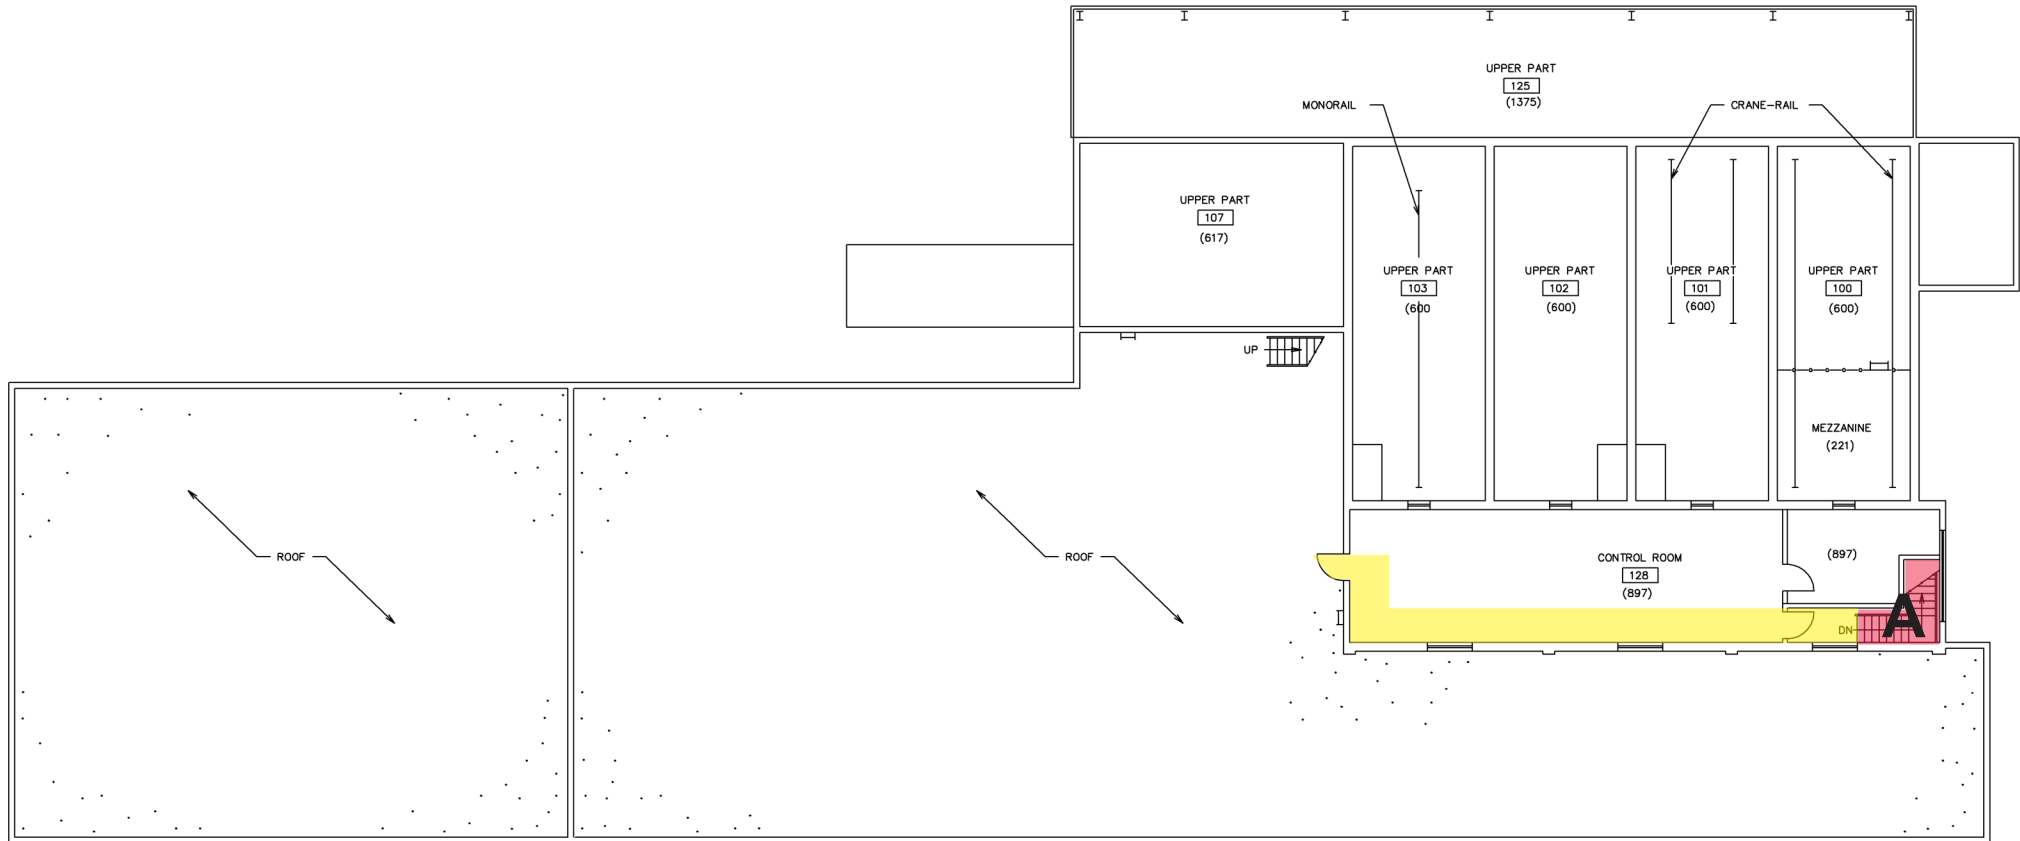 UPPER PART
125
(1375)
MONORAIL
CRANE-RAIL
UPPER PART
107
(617)
UPPER PART
103
(600
UPPER PART
102
(600)
UPPER PART
101
(600)
UPPER PART
100
(600)
UP
MEZZANINE
(221)
ROOF
ROOF
CONTROL ROOM
128
(897)
(897)
DN
A